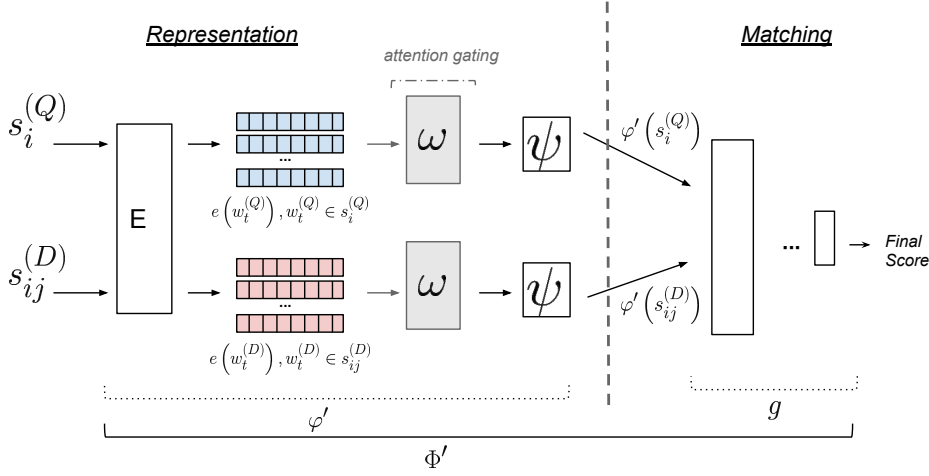 Representation
Matching
attention gating
s_i^{(Q)}
E
...
e(w_t^{(Q)}), w_t^{(Q)} ∈ s_i^{(Q)}
ω
ψ
φ′(s_i^{(Q)})
s_{ij}^{(D)}
...
e(w_t^{(D)}), w_t^{(D)} ∈ s_{ij}^{(D)}
ω
ψ
φ′(s_{ij}^{(D)})
...
Final
Score
φ′
g
Φ′